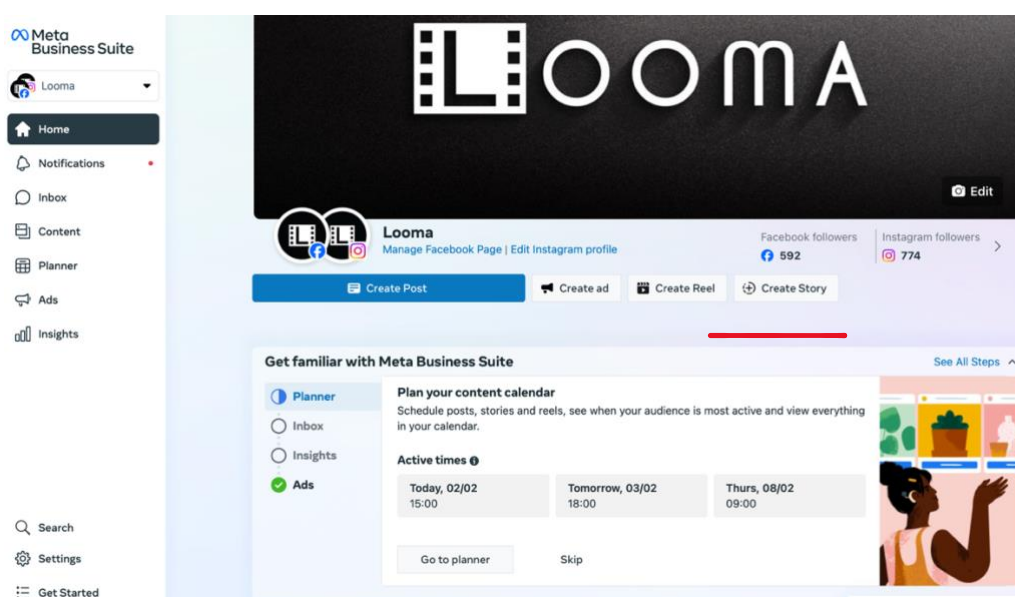 Meta
Business Suite
Looma
Home
Notifications
Inbox
Content
Planner
Ads
Insights
Search
Settings
Get Started
LOOMA
Edit
Looma
Manage Facebook Page | Edit Instagram profile
Facebook followers
592
Instagram followers
774
Create Post
Create ad
Create Reel
Create Story
Get familiar with Meta Business Suite
See All Steps
Planner
Inbox
Insights
Ads
Plan your content calendar
Schedule posts, stories and reels, see when your audience is most active and view everything
in your calendar.
Active times
Today, 02/02
15:00
Tomorrow, 03/02
18:00
Thurs, 08/02
09:00
Go to planner
Skip